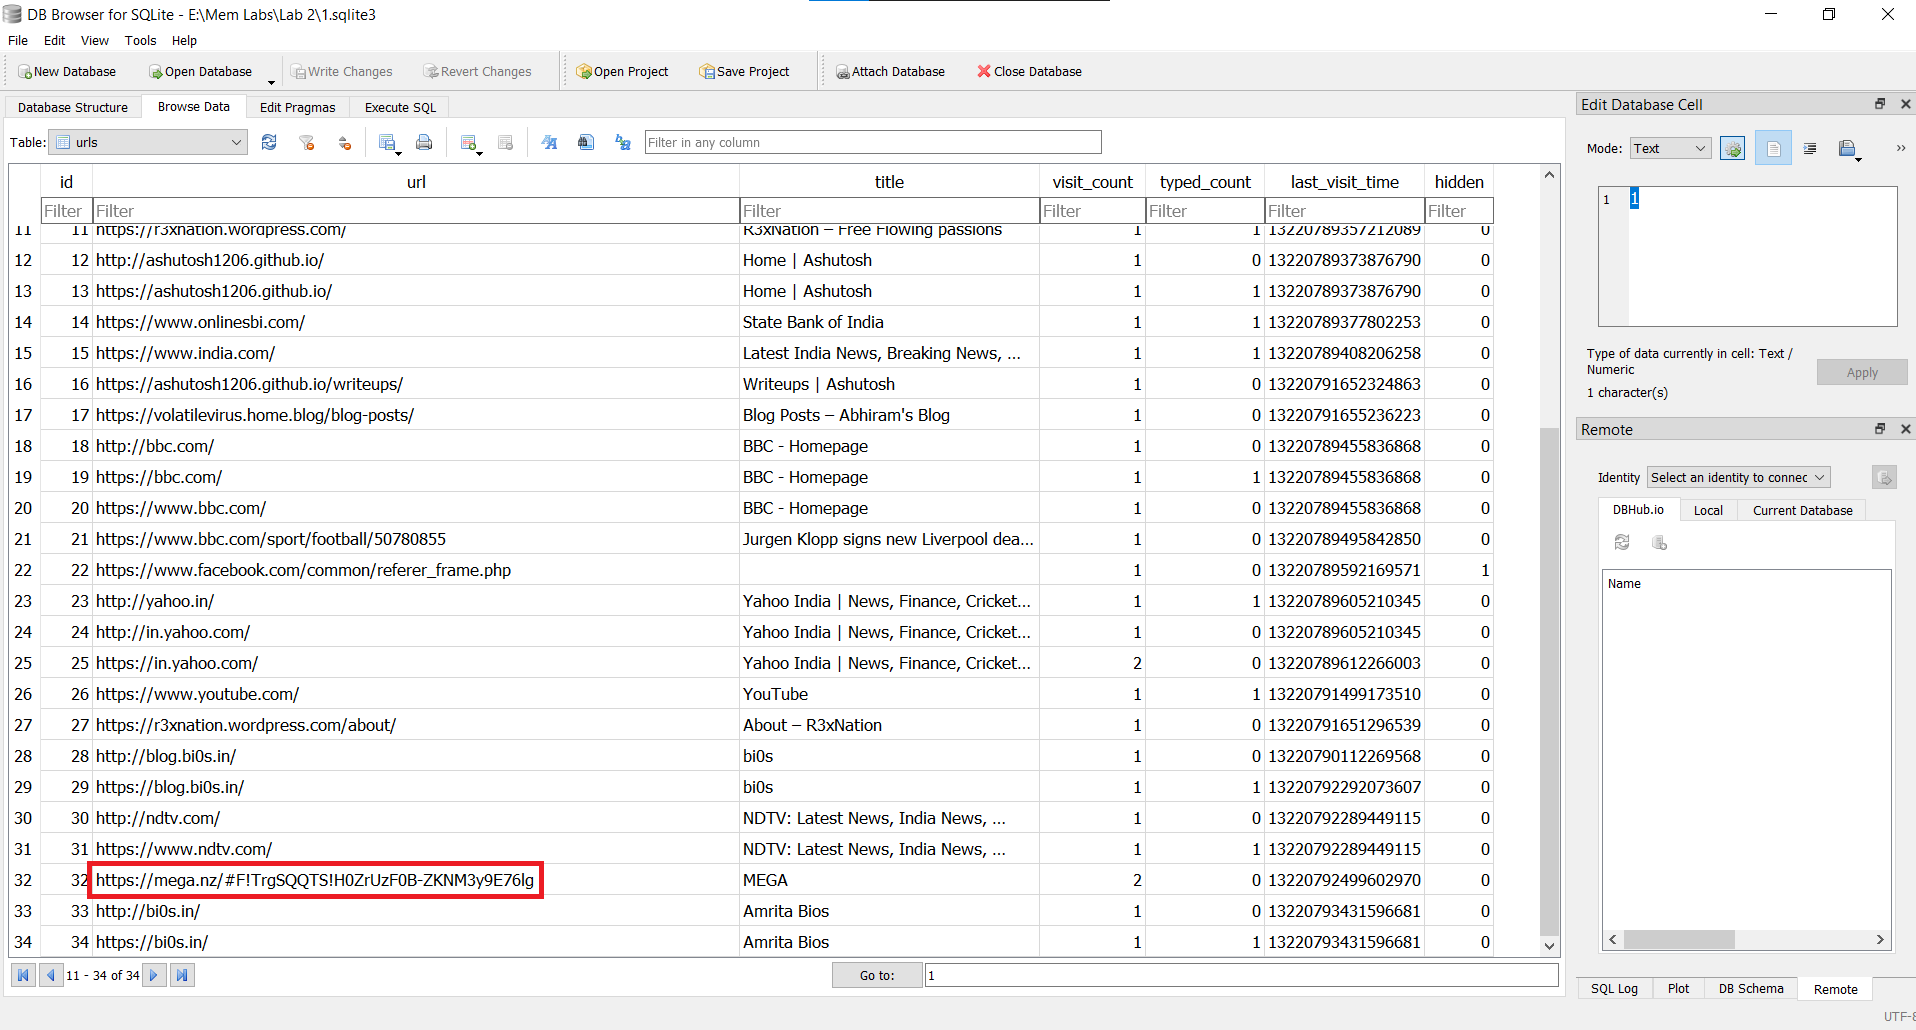 DB Browser for SQLite - E:\Mem Labs\Lab 2\1.sqlite3
File Edit View Tools Help
New Database Open Database Write Changes Revert Changes Open Project Save Project Attach Database Close Database
Database Structure Browse Data Edit Pragmas Execute SQL
Table: urls Filter in any column
id url title visit_count typed_count last_visit_time hidden
Filter Filter Filter Filter Filter Filter Filter
11 11 https://r3xnation.wordpress.com/ R3xNation – Free Flowing passions 1 1 13220789357212089 0
12 12 http://ashutosh1206.github.io/ Home | Ashutosh 1 0 13220789373876790 0
13 13 https://ashutosh1206.github.io/ Home | Ashutosh 1 1 13220789373876790 0
14 14 https://www.onlinesbi.com/ State Bank of India 1 1 13220789377802253 0
15 15 https://www.india.com/ Latest India News, Breaking News, ... 1 1 13220789408206258 0
16 16 https://ashutosh1206.github.io/writeups/ Writeups | Ashutosh 1 0 13220791652324863 0
17 17 https://volatilevirus.home.blog/blog-posts/ Blog Posts – Abhiram's Blog 1 0 13220791655236223 0
18 18 http://bbc.com/ BBC - Homepage 1 0 13220789455836868 0
19 19 https://bbc.com/ BBC - Homepage 1 1 13220789455836868 0
20 20 https://www.bbc.com/ BBC - Homepage 1 0 13220789455836868 0
21 21 https://www.bbc.com/sport/football/50780855 Jurgen Klopp signs new Liverpool dea... 1 0 13220789495842850 0
22 22 https://www.facebook.com/common/referer_frame.php 1 0 13220789592169571 1
23 23 http://yahoo.in/ Yahoo India | News, Finance, Cricket... 1 1 13220789605210345 0
24 24 http://in.yahoo.com/ Yahoo India | News, Finance, Cricket... 1 0 13220789605210345 0
25 25 https://in.yahoo.com/ Yahoo India | News, Finance, Cricket... 2 0 13220789612266003 0
26 26 https://www.youtube.com/ YouTube 1 1 13220791499173510 0
27 27 https://r3xnation.wordpress.com/about/ About – R3xNation 1 0 13220791651296539 0
28 28 http://blog.bi0s.in/ bi0s 1 0 13220790112269568 0
29 29 https://blog.bi0s.in/ bi0s 1 1 13220792292073607 0
30 30 http://ndtv.com/ NDTV: Latest News, India News, ... 1 0 13220792289449115 0
31 31 https://www.ndtv.com/ NDTV: Latest News, India News, ... 1 1 13220792289449115 0
32 32 https://mega.nz/#F!TrgSQQTS!H0ZrUzF0B-ZKNM3y9E76lg MEGA 2 0 13220792499602970 0
33 33 http://bi0s.in/ Amrita Bios 1 0 13220793431596681 0
34 34 https://bi0s.in/ Amrita Bios 1 1 13220793431596681 0
11 - 34 of 34 Go to: 1
Edit Database Cell
Mode: Text
1 1
Type of data currently in cell: Text /
Numeric
1 character(s)
Apply
Remote
Identity Select an identity to connec
DBHub.io Local Current Database
Name
SQL Log Plot DB Schema Remote
UTF-8